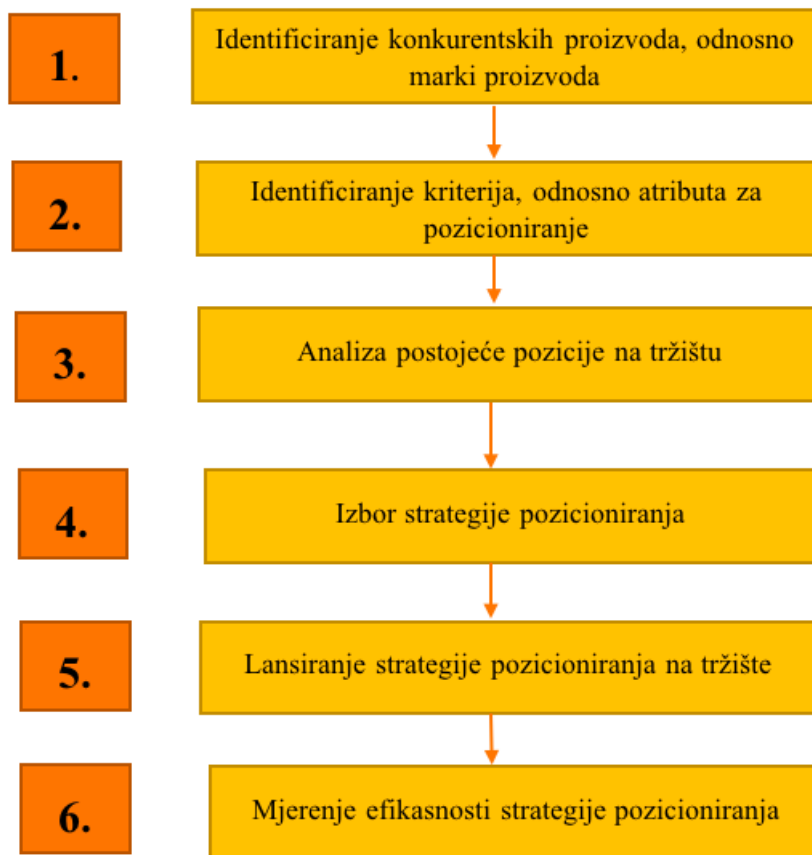 1.
Identificiranje konkurentskih proizvoda, odnosno
marki proizvoda
2.
Identificiranje kriterija, odnosno atributa za
pozicioniranje
3.
Analiza postojeće pozicije na tržištu
4.
Izbor strategije pozicioniranja
5.
Lansiranje strategije pozicioniranja na tržište
6.
Mjerenje efikasnosti strategije pozicioniranja